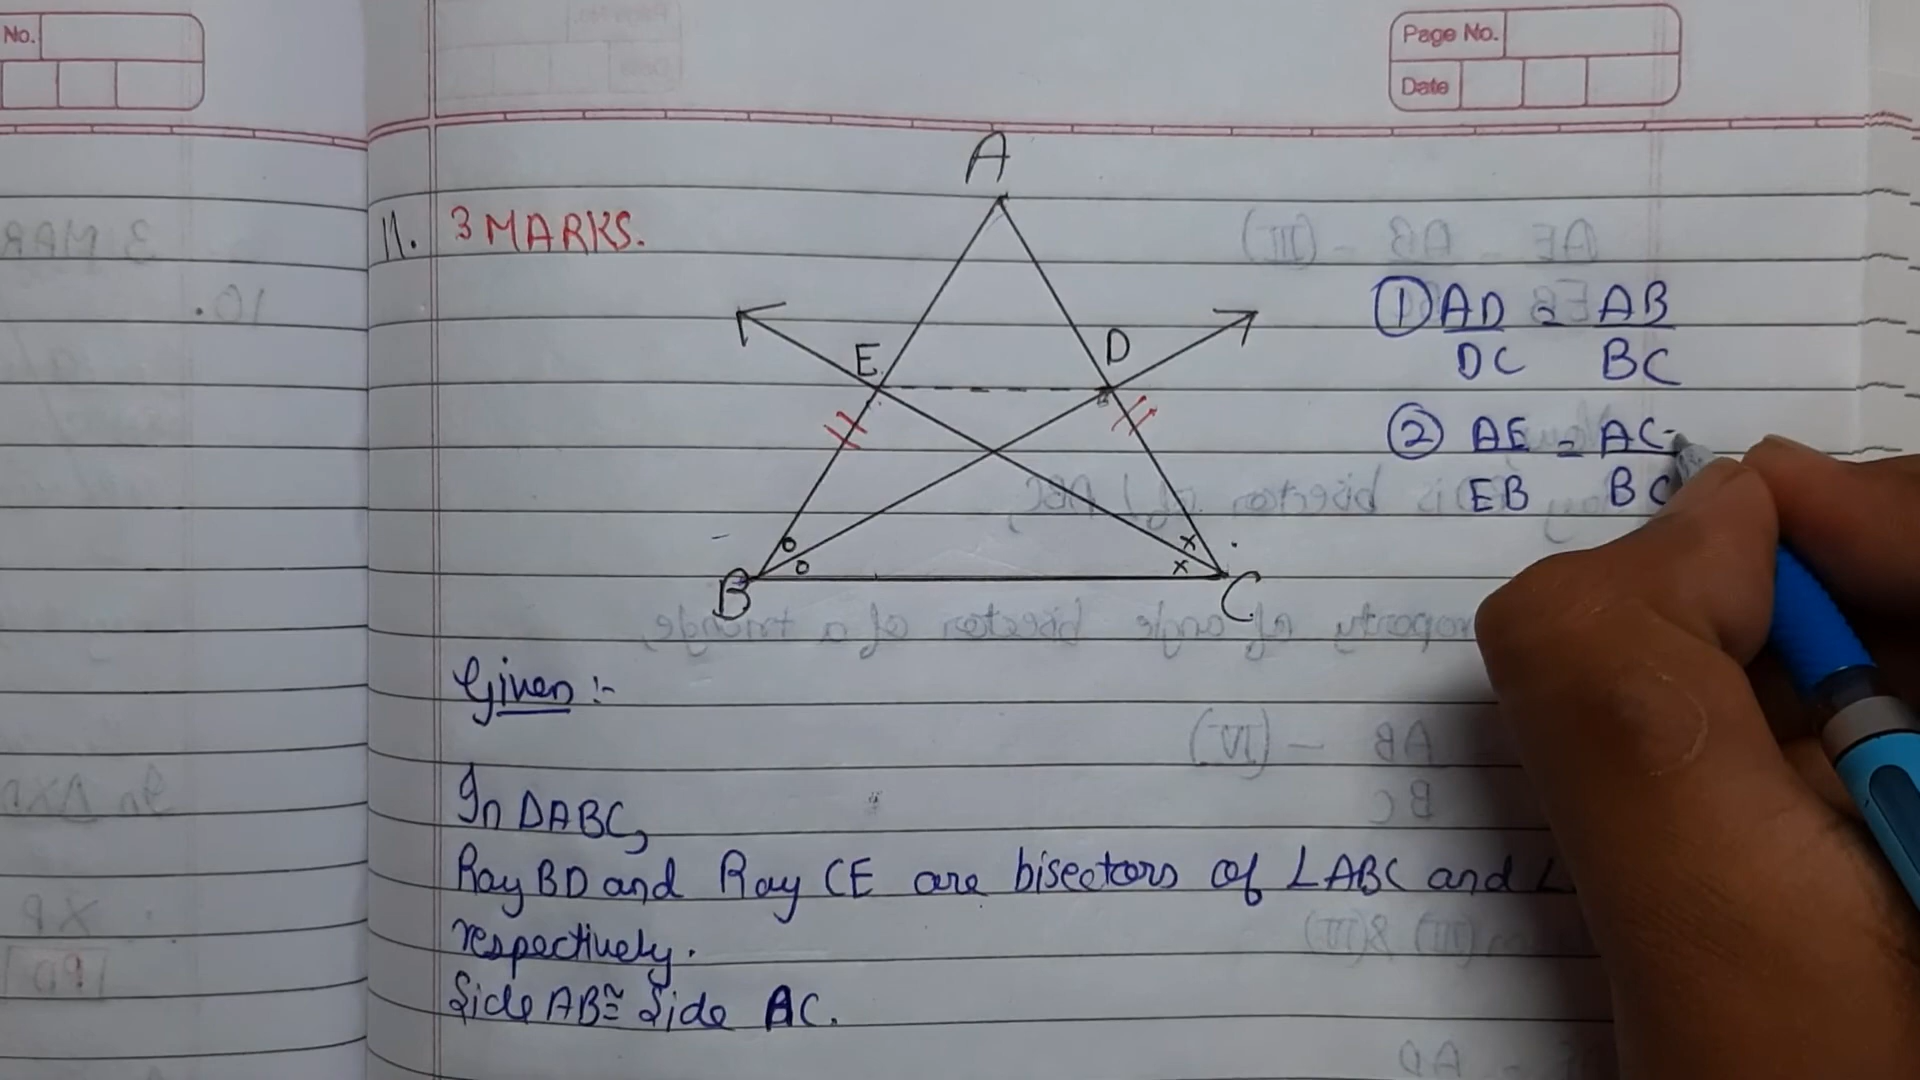 No.
Page No.
Date
A
11. 3 MARKS.
① AD = AB
DC BC
E D
② AE = AC
EB BC
B C
Given :-
In ΔABC,
Ray BD and Ray CE are bisectors of ∠ABC and ∠
respectively.
Side AB ≅ Side AC.